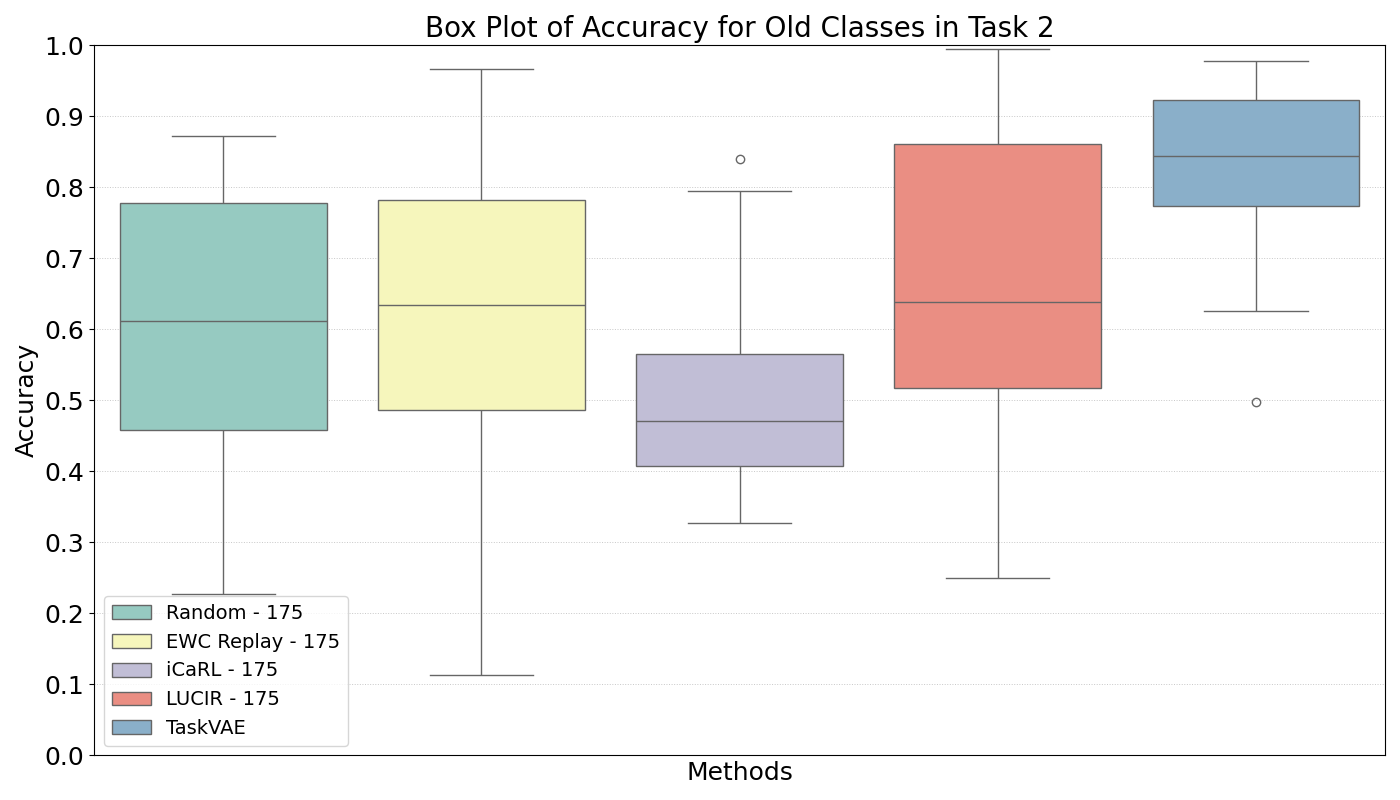 Box Plot of Accuracy for Old Classes in Task 2
1.0
0.9
0.8
0.7
0.6
0.5
0.4
0.3
0.2
0.1
0.0
Accuracy
Random - 175
EWC Replay - 175
iCaRL - 175
LUCIR - 175
TaskVAE
Methods